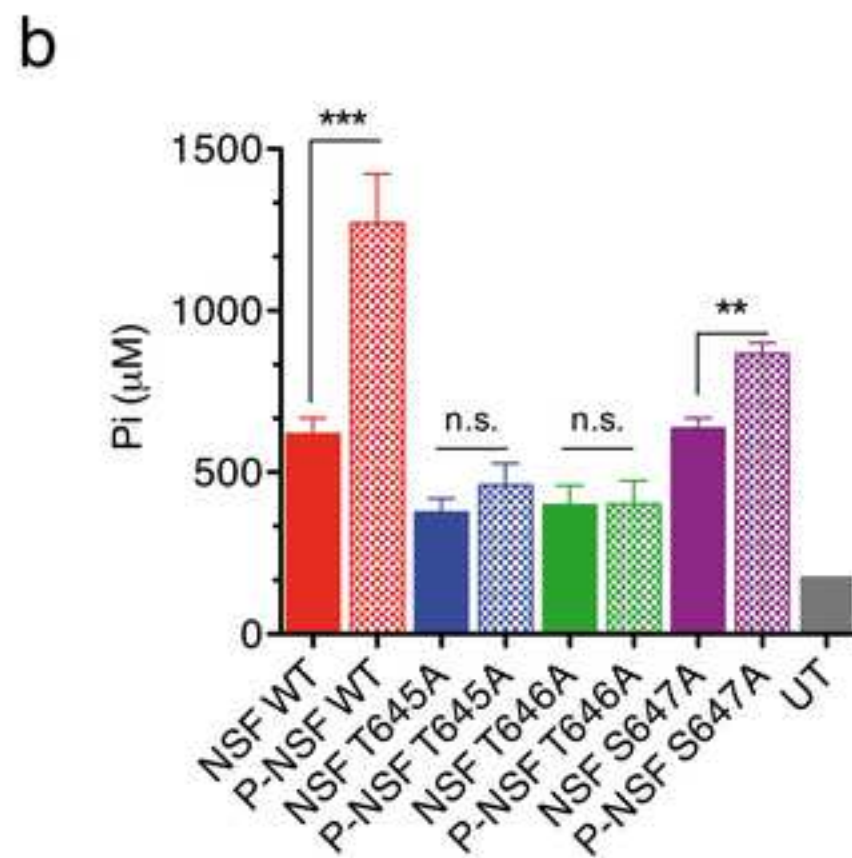 b
***
1500
1000
500
0
Pi (μM)
**
n.s.
n.s.
NSF WT
P-NSF WT
NSF T645A
P-NSF T645A
NSF T646A
P-NSF T646A
NSF S647A
P-NSF S647A
UT